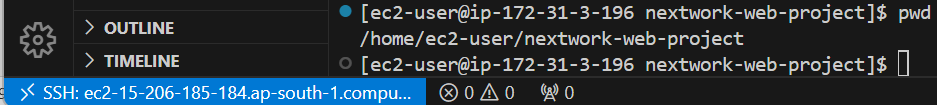 OUTLINE
TIMELINE
[ec2-user@ip-172-31-3-196 nextwork-web-project]$ pwd
/home/ec2-user/nextwork-web-project
[ec2-user@ip-172-31-3-196 nextwork-web-project]$
SSH: ec2-15-206-185-184.ap-south-1.compu...
0
0
0